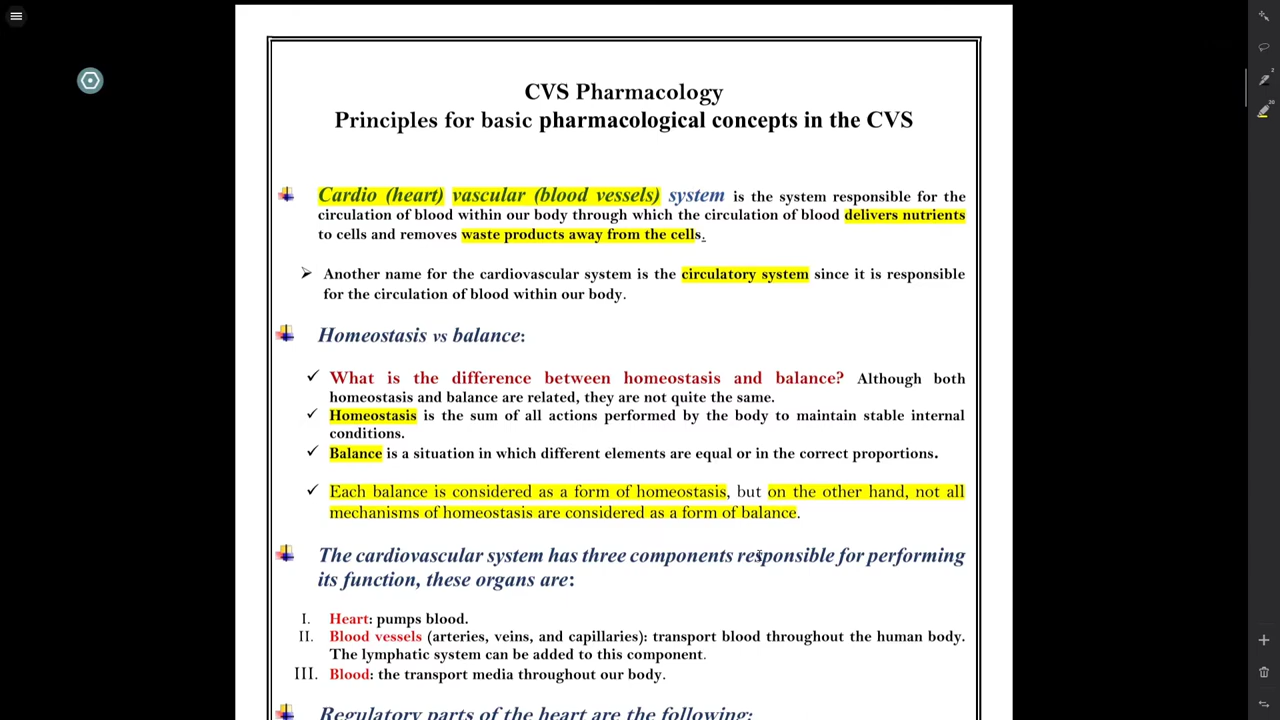 CVS Pharmacology
Principles for basic pharmacological concepts in the CVS
Cardio (heart) vascular (blood vessels) system is the system responsible for the
circulation of blood within our body through which the circulation of blood delivers nutrients
to cells and removes waste products away from the cells.
Another name for the cardiovascular system is the circulatory system since it is responsible
for the circulation of blood within our body.
Homeostasis vs balance:
What is the difference between homeostasis and balance? Although both
homeostasis and balance are related, they are not quite the same.
Homeostasis is the sum of all actions performed by the body to maintain stable internal
conditions.
Balance is a situation in which different elements are equal or in the correct proportions.
Each balance is considered as a form of homeostasis, but on the other hand, not all
mechanisms of homeostasis are considered as a form of balance.
The cardiovascular system has three components responsible for performing
its function, these organs are:
I. Heart: pumps blood.
II. Blood vessels (arteries, veins, and capillaries): transport blood throughout the human body.
The lymphatic system can be added to this component.
III. Blood: the transport media throughout our body.
Regulatory parts of the heart are the following: